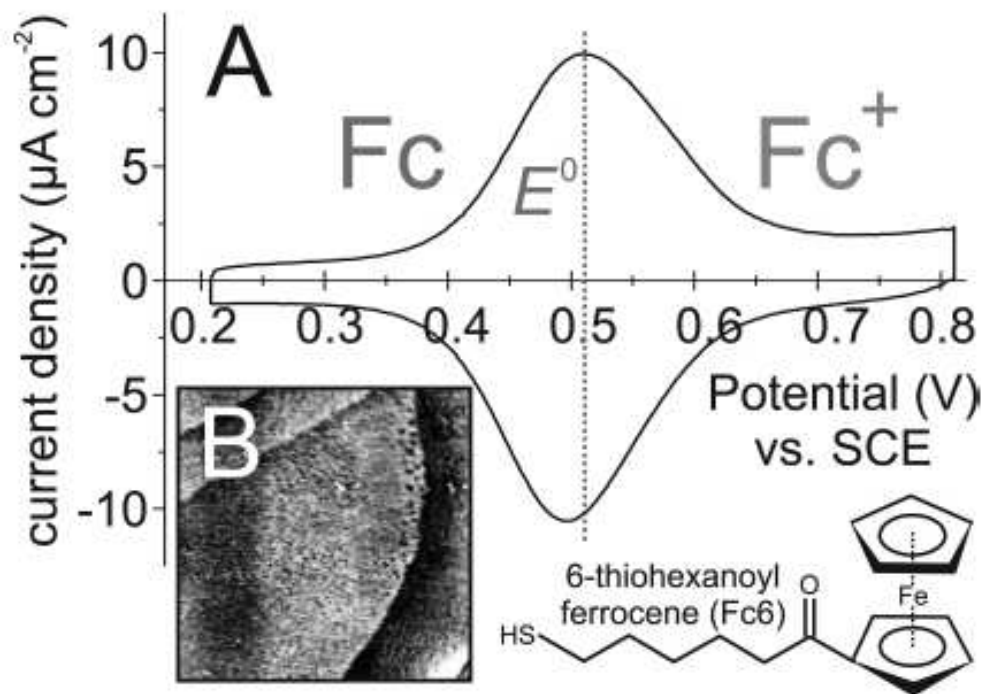 A
current density (µA cm⁻²)
10
5
0
-5
-10
Fc
E⁰
Fc⁺
0.2 0.3 0.4 0.5 0.6 0.7 0.8
Potential (V)
vs. SCE
B
6-thiohexanoyl
ferrocene (Fc6)
O
HS
Fe